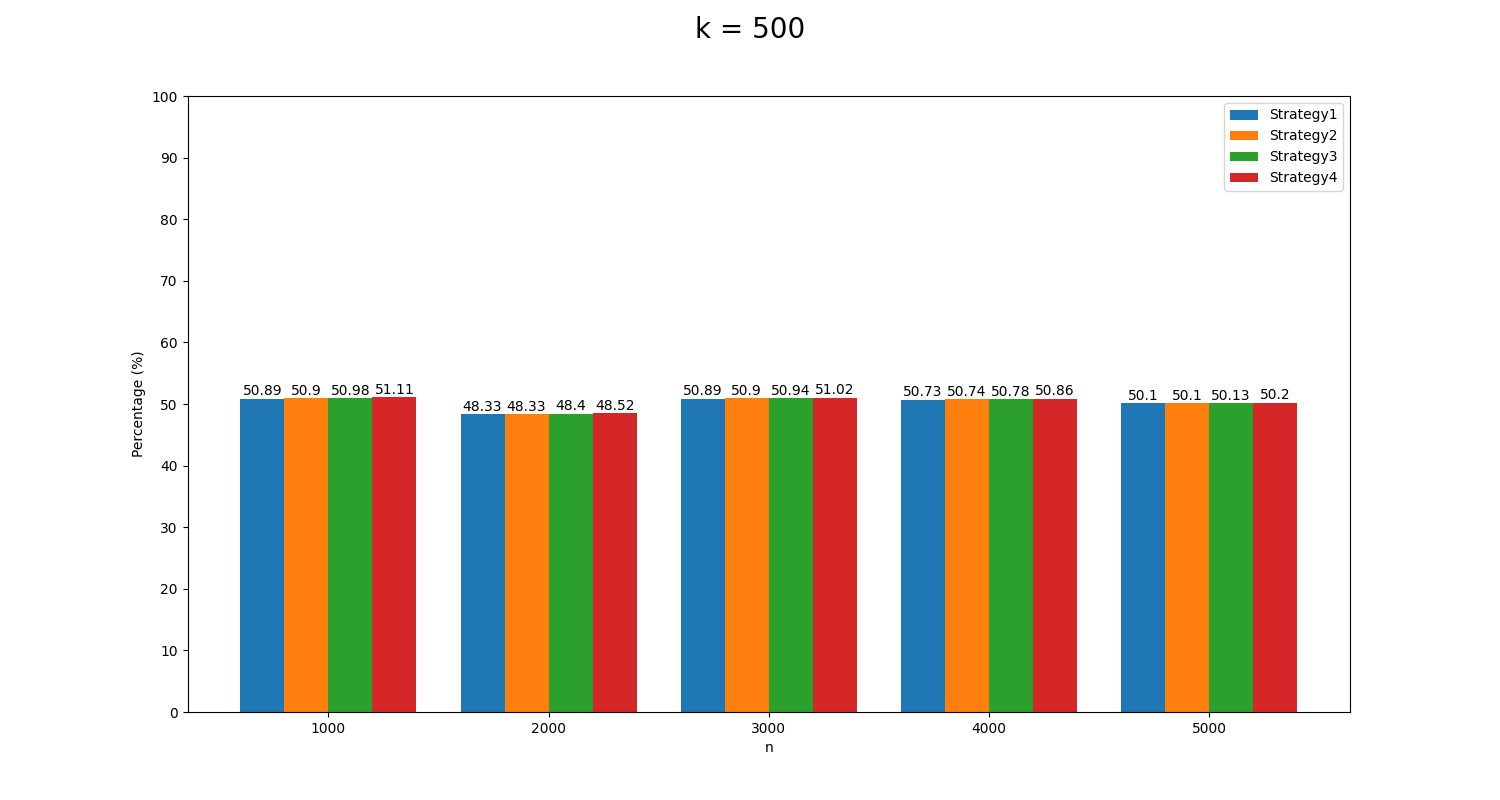 k = 500
100
90
80
70
60
50
40
30
20
10
0
Percentage (%)
Strategy1
Strategy2
Strategy3
Strategy4
50.89 50.9 50.98 51.11
48.33 48.33 48.4 48.52
50.89 50.9 50.94 51.02
50.73 50.74 50.78 50.86
50.1 50.1 50.13 50.2
1000 2000 3000 4000 5000
n